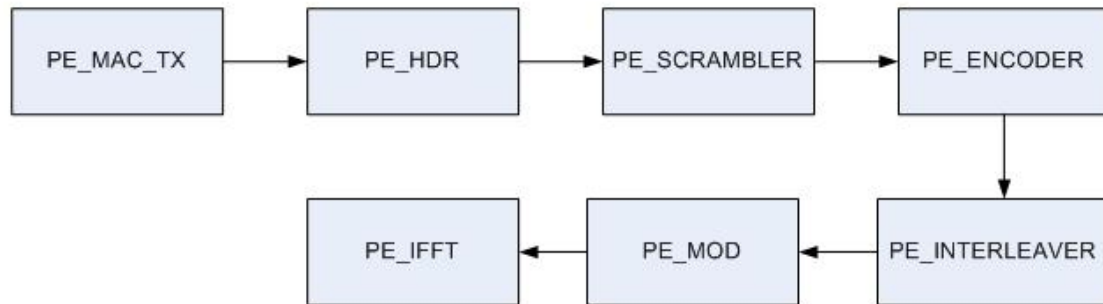 PE_MAC_TX
PE_HDR
PE_SCRAMBLER
PE_ENCODER
PE_INTERLEAVER
PE_MOD
PE_IFFT